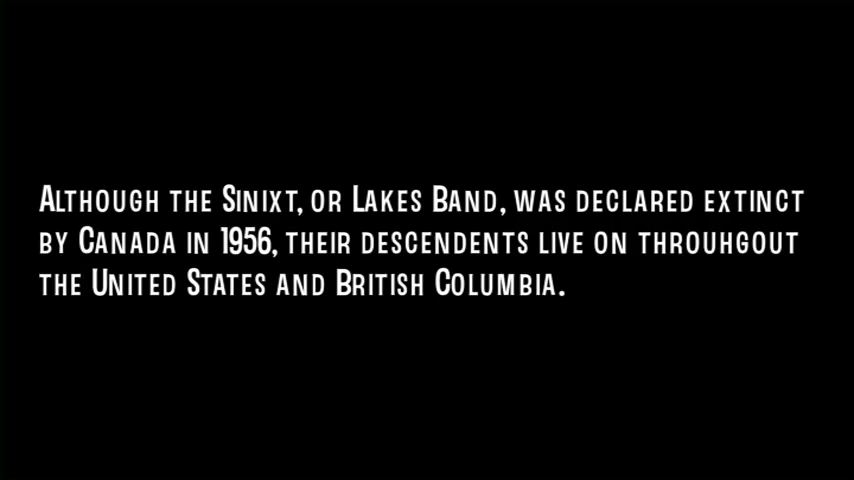 Although the Sinixt, or Lakes Band, was declared extinct
by Canada in 1956, their descendents live on throuhgout
the United States and British Columbia.